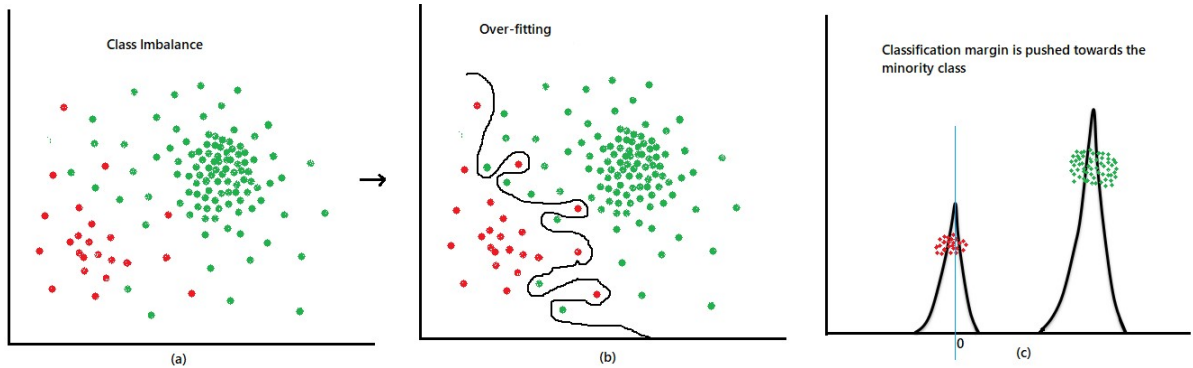 Class Imbalance
(a)
Over-fitting
(b)
Classification margin is pushed towards the
minority class
0
(c)